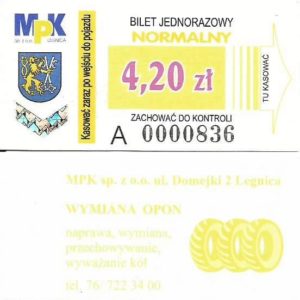 MPK
SP. Z O.O. LEGNICA
Kasować zaraz po wejściu do pojazdu
BILET JEDNORAZOWY
NORMALNY
4,20 zł
ZACHOWAĆ DO KONTROLI
A 0000836
TU KASOWAĆ
MPK sp. z o.o. ul. Domejki 2 Legnica
WYMIANA OPON
naprawa, wymiana,
przechowywanie,
wyważanie kół
tel. 76 722 34 00